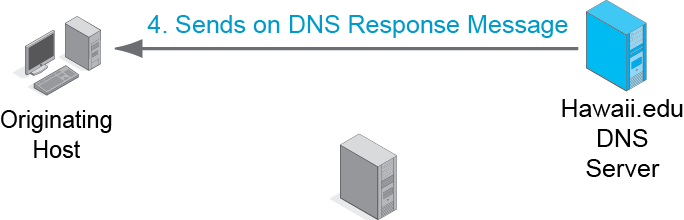 4. Sends on DNS Response Message
Originating
Host
Hawaii.edu
DNS
Server